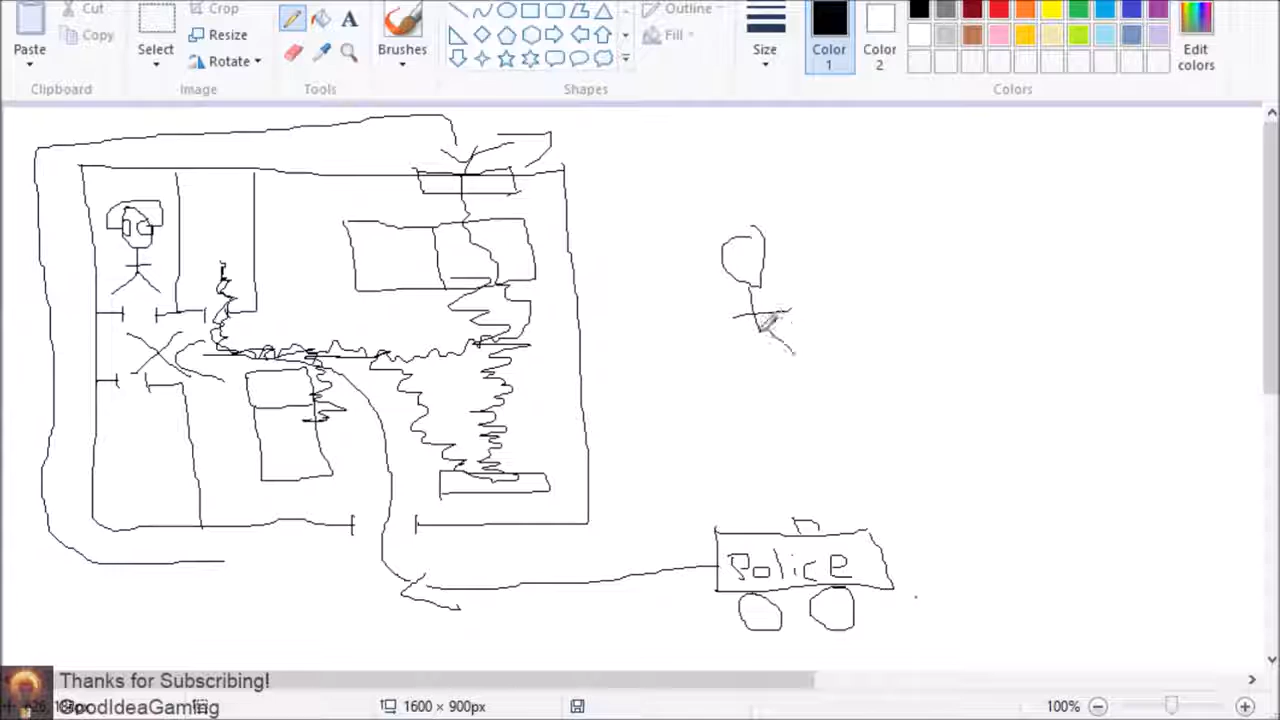 Cut
Crop
Outline
Copy
Resize
Fill
Paste
Select
Rotate
A
Brushes
Size
Color 1
Color 2
Edit colors
Clipboard
Image
Tools
Shapes
Colors
Police
Thanks for Subscribing!
GoodIdeaGaming
1600 × 900px
100%